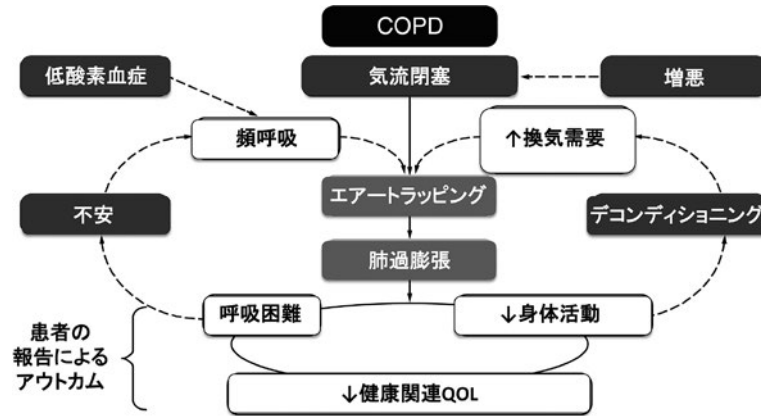 COPD
低酸素血症
気流閉塞
増悪
頻呼吸
↑換気需要
エアートラッピング
不安
デコンディショニング
肺過膨張
呼吸困難
↓身体活動
患者の
報告による
アウトカム
↓健康関連QOL